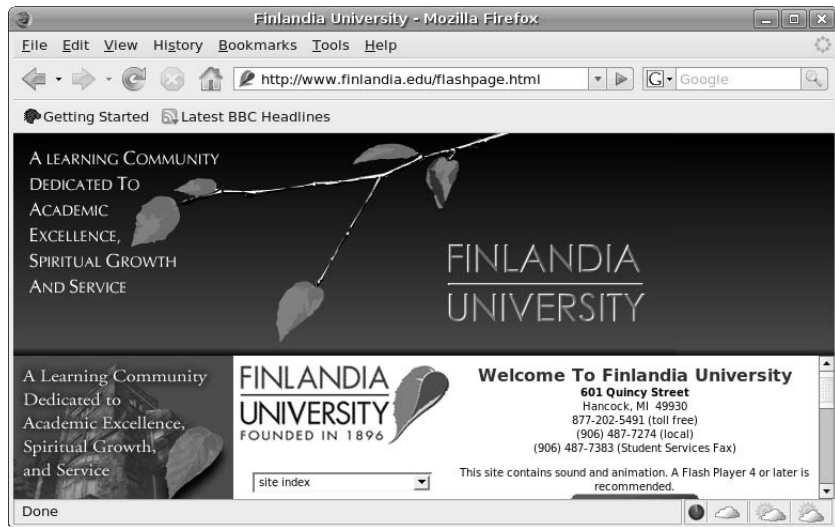 Finlandia University - Mozilla Firefox
File Edit View History Bookmarks Tools Help
http://www.finlandia.edu/flashpage.html
G Google
Getting Started Latest BBC Headlines
A LEARNING COMMUNITY
DEDICATED TO
ACADEMIC
EXCELLENCE,
SPIRITUAL GROWTH
AND SERVICE
FINLANDIA
UNIVERSITY
A Learning Community
Dedicated to
Academic Excellence,
Spiritual Growth,
and Service
FINLANDIA
UNIVERSITY
FOUNDED IN 1896
site index
Welcome To Finlandia University
601 Quincy Street
Hancock, MI 49930
877-202-5491 (toll free)
(906) 487-7274 (local)
(906) 487-7383 (Student Services Fax)
This site contains sound and animation. A Flash Player 4 or later is
recommended.
Done